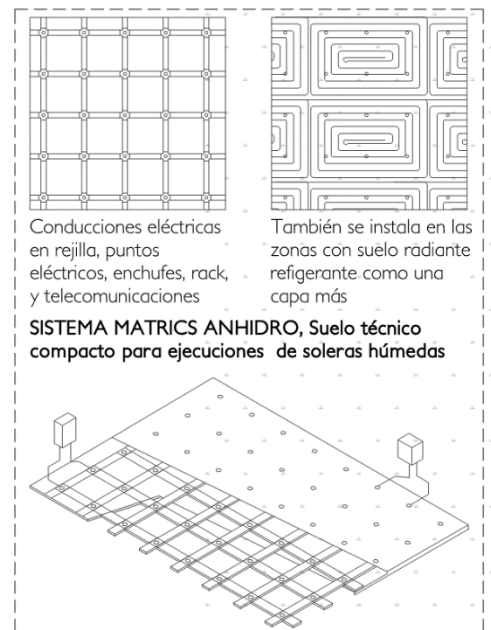 Conducciones eléctricas
en rejilla, puntos
eléctricos, enchufes, rack,
y telecomunicaciones
También se instala en las
zonas con suelo radiante
refigerante como una
capa más
SISTEMA MATRICS ANHIDRO, Suelo técnico
compacto para ejecuciones de soleras húmedas